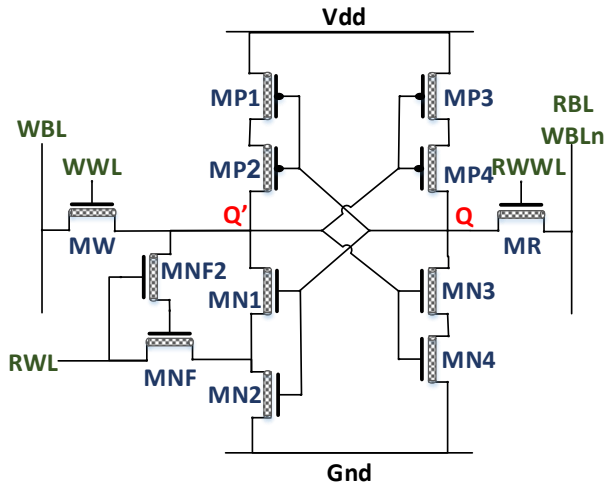 Vdd
MP1
MP3
RBL
WBL
WBLn
WWL
MP2
MP4
RWWL
Q'
Q
MW
MR
MNF2
MN1
MN3
RWL
MNF
MN2
MN4
Gnd